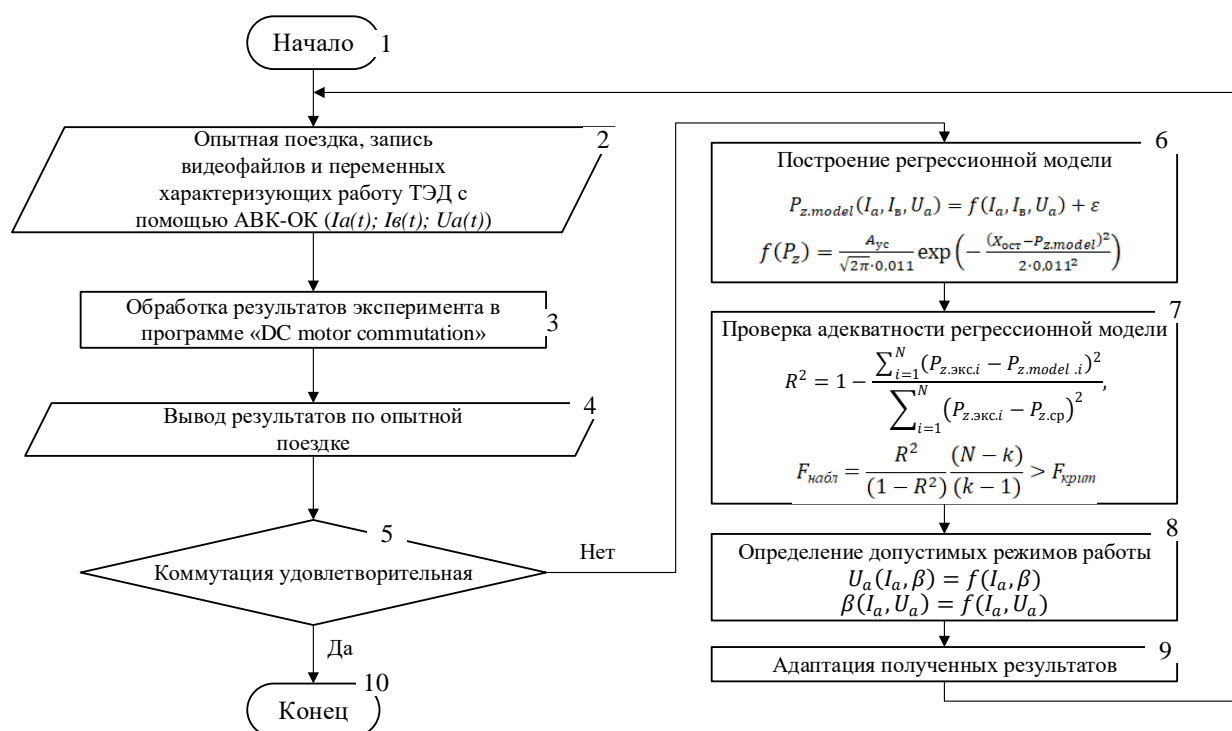 Начало
1
Опытная поездка, запись
2
видеофайлов и переменных
характеризующих работу ТЭД с
помощью АВК-ОК (Iа(t); Iв(t); Uа(t))
Обработка результатов эксперимента в
программе «DC motor commutation»
3
Вывод результатов по опытной
поездке
4
5
Коммутация удовлетворительная
Нет
Да
10
Конец
6
Построение регрессионной модели
P_{z.model}(I_a, I_в, U_a) = f(I_a, I_в, U_a) + ε
f(P_z) = \frac{A_{ус}}{\sqrt{2π}·0,011} exp(−\frac{(X_{ост}−P_{z.model})^2}{2·0,011^2})
7
Проверка адекватности регрессионной модели
R^2 = 1 − \frac{∑_{i=1}^{N}(P_{z.экс.i} − P_{z.model .i})^2}{∑_{i=1}^{N}(P_{z.экс.i} − P_{z.ср})^2},
F_{набл} = \frac{R^2}{(1 − R^2)} \frac{(N − k)}{(k − 1)} > F_{крит}
8
Определение допустимых режимов работы
U_a(I_a, β) = f(I_a, β)
β(I_a, U_a) = f(I_a, U_a)
9
Адаптация полученных результатов